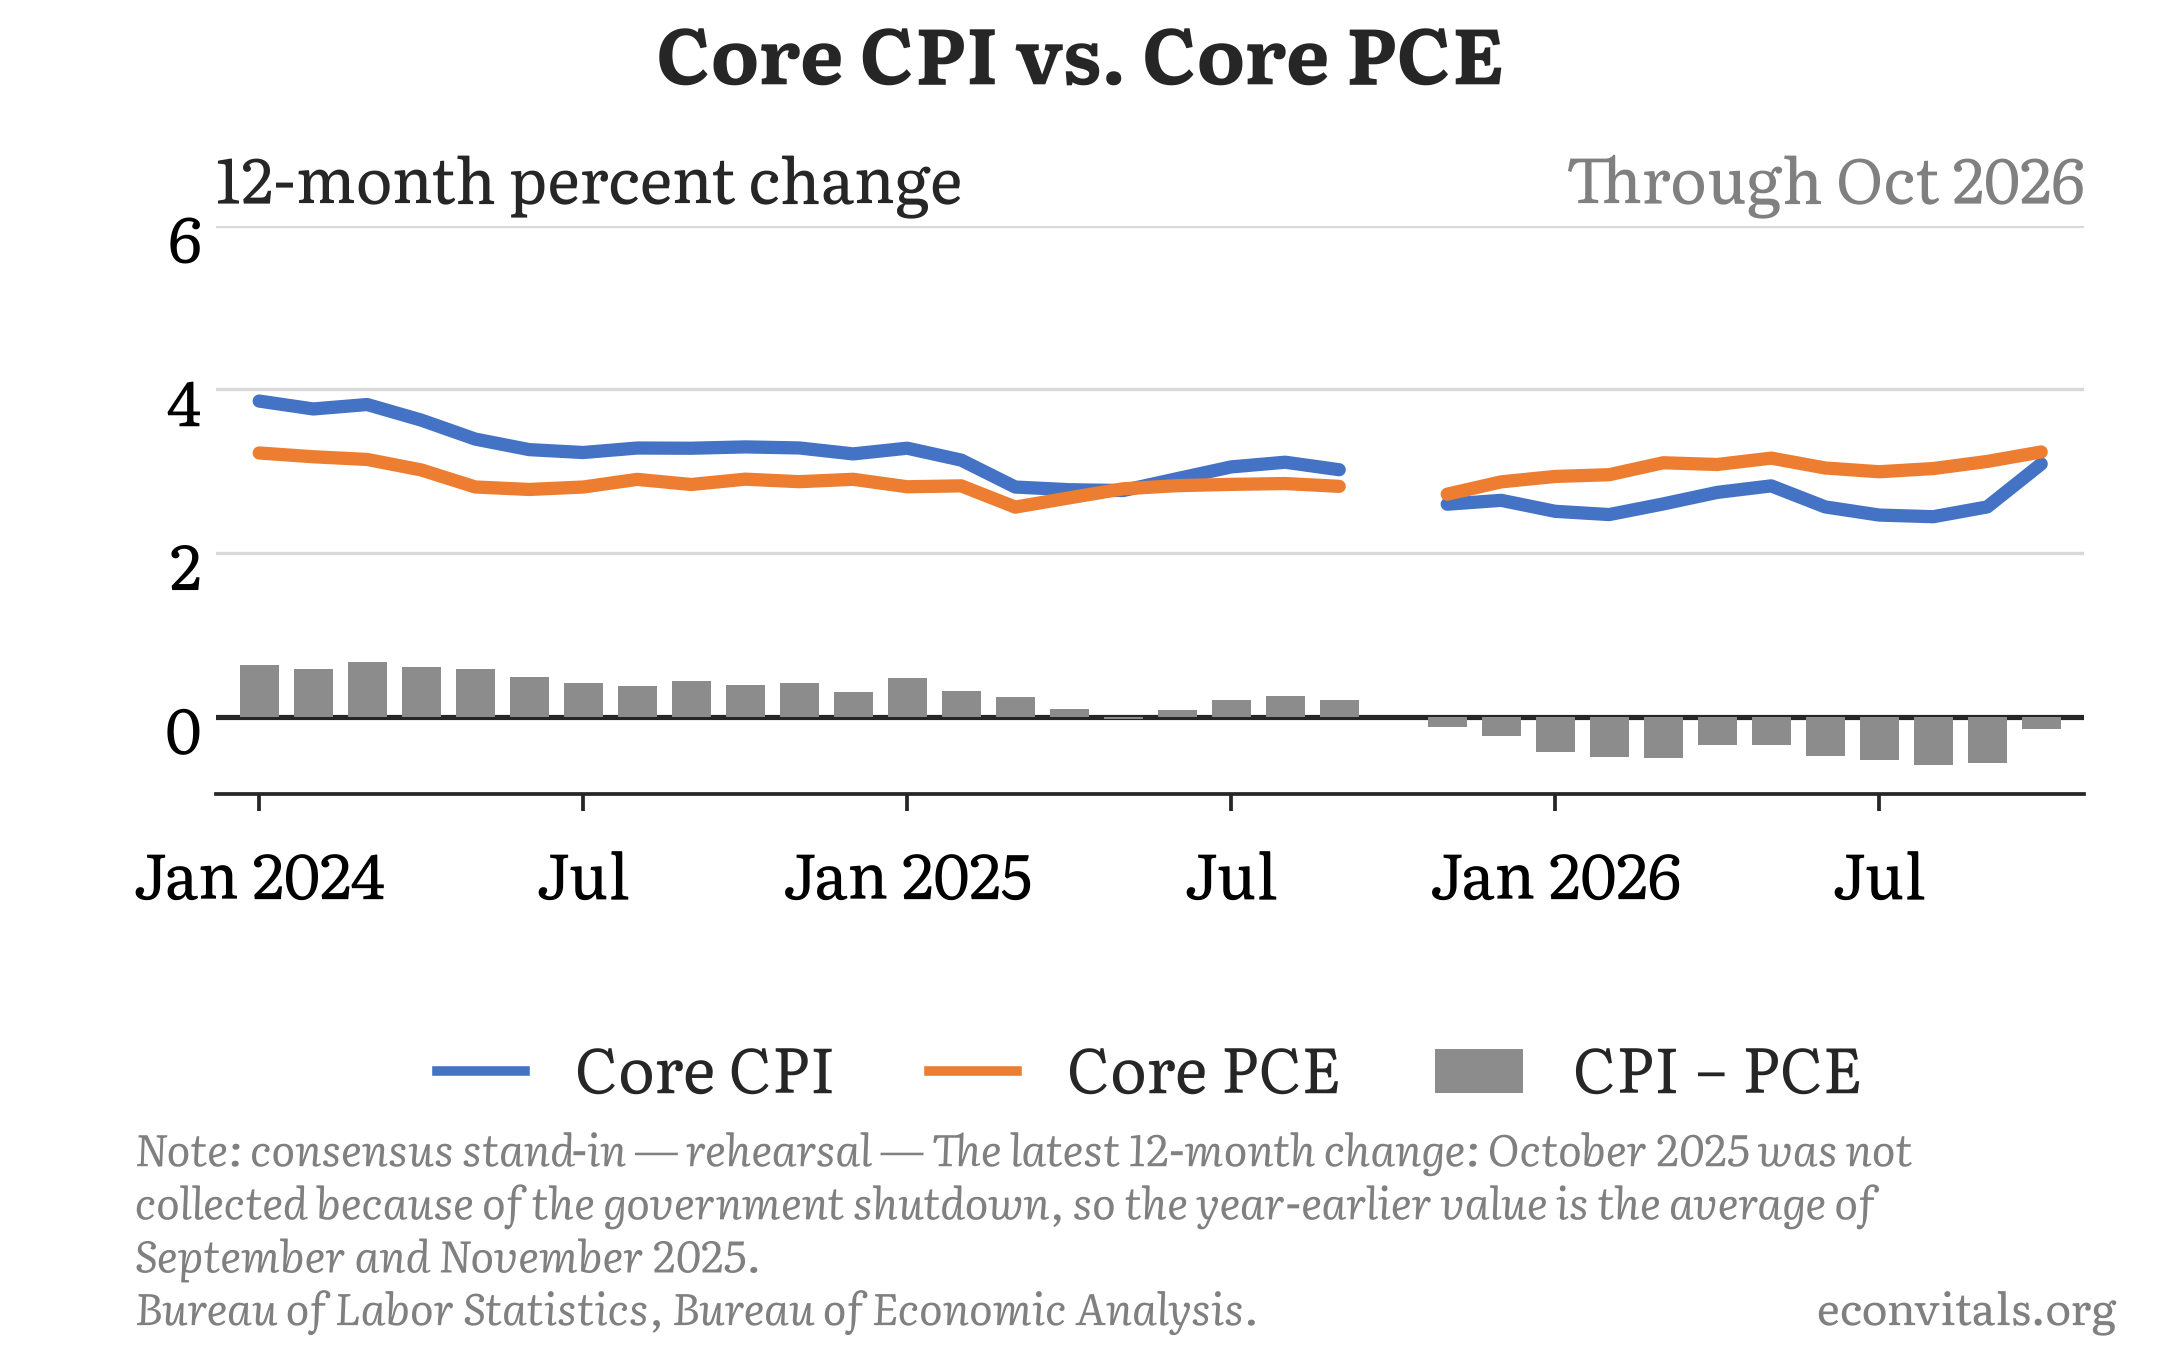 Core CPI vs. Core PCE
12-month percent change
Through Oct 2026
6
4
2
0
Jan 2024
Jul
Jan 2025
Jul
Jan 2026
Jul
Core CPI
Core PCE
CPI – PCE
Note: consensus stand-in — rehearsal — The latest 12-month change: October 2025 was not
collected because of the government shutdown, so the year-earlier value is the average of
September and November 2025.
Bureau of Labor Statistics, Bureau of Economic Analysis.
econvitals.org